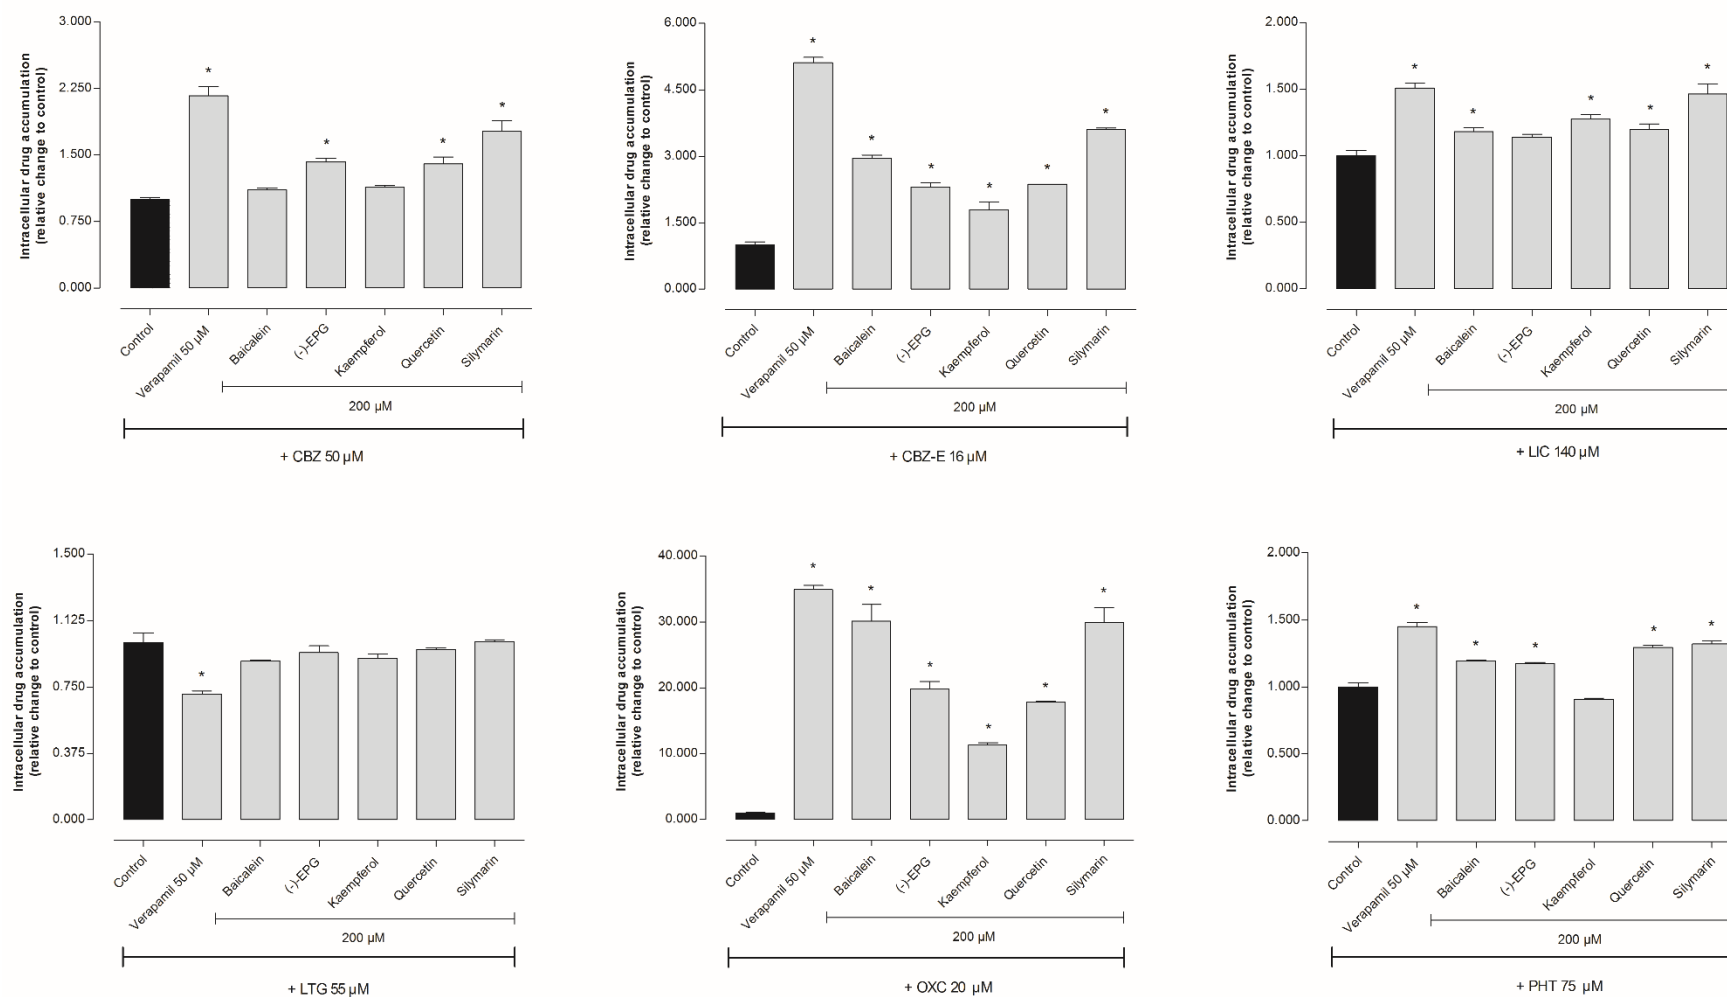 Intracellular drug accumulation
(relative change to control)
3.000
2.250
1.500
0.750
0.000
*
*
*
*
Control
Verapamil 50 µM
Baicalein
(-)-EPG
Kaempferol
Quercetin
Silymarin
200 µM
+ CBZ 50 µM
Intracellular drug accumulation
(relative change to control)
6.000
4.500
3.000
1.500
0.000
*
*
*
*
*
*
Control
Verapamil 50 µM
Baicalein
(-)-EPG
Kaempferol
Quercetin
Silymarin
200 µM
+ CBZ-E 16 µM
Intracellular drug accumulation
(relative change to control)
2.000
1.500
1.000
0.500
0.000
*
*
*
*
*
Control
Verapamil 50 µM
Baicalein
(-)-EPG
Kaempferol
Quercetin
Silymarin
200 µM
+ LIC 140 µM
Intracellular drug accumulation
(relative change to control)
1.500
1.125
0.750
0.375
0.000
*
Control
Verapamil 50 µM
Baicalein
(-)-EPG
Kaempferol
Quercetin
Silymarin
200 µM
+ LTG 55 µM
Intracellular drug accumulation
(relative change to control)
40.000
30.000
20.000
10.000
0.000
*
*
*
*
*
*
Control
Verapamil 50 µM
Baicalein
(-)-EPG
Kaempferol
Quercetin
Silymarin
200 µM
+ OXC 20 µM
Intracellular drug accumulation
(relative change to control)
2.000
1.500
1.000
0.500
0.000
*
*
*
*
*
Control
Verapamil 50 µM
Baicalein
(-)-EPG
Kaempferol
Quercetin
Silymarin
200 µM
+ PHT 75 µM